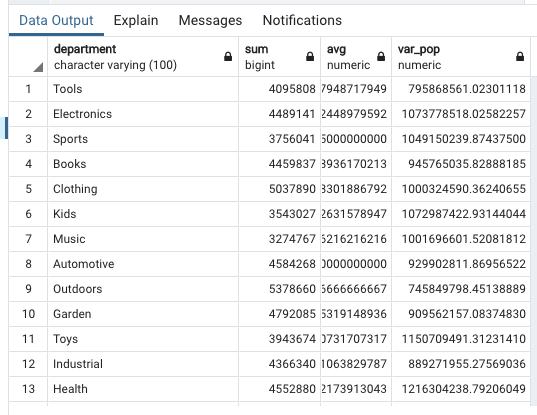 Data Output Explain Messages Notifications
department sum avg var_pop
character varying (100) bigint numeric numeric
1 Tools 4095808 7948717949 795868561.02301118
2 Electronics 4489141 2448979592 1073778518.02582257
3 Sports 3756041 5000000000 1049150239.87437500
4 Books 4459837 8936170213 945765035.82888185
5 Clothing 5037890 8301886792 1000324590.36240655
6 Kids 3543027 2631578947 1072987422.93144044
7 Music 3274767 6216216216 1001696601.52081812
8 Automotive 4584268 0000000000 929902811.86956522
9 Outdoors 5378660 6666666667 745849798.45138889
10 Garden 4792085 5319148936 909562157.08374830
11 Toys 3943674 0731707317 1150709491.31231410
12 Industrial 4366340 1063829787 889271955.27569036
13 Health 4552880 2173913043 1216304238.79206049